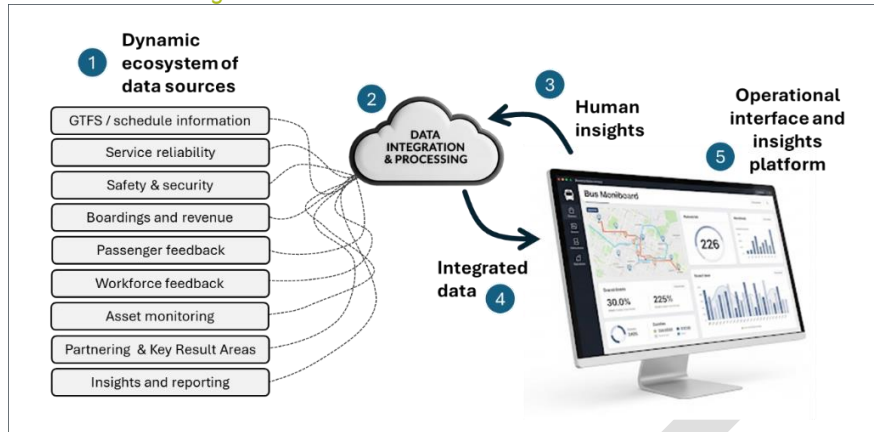 1
Dynamic
ecosystem of
data sources
GTFS / schedule information
Service reliability
Safety & security
Boardings and revenue
Passenger feedback
Workforce feedback
Asset monitoring
Partnering & Key Result Areas
Insights and reporting
2
DATA
INTEGRATION
& PROCESSING
3
Human
insights
Integrated
data 4
Operational
interface and
insights
platform
5
Bus Moniiboard
226
30.0%
225%